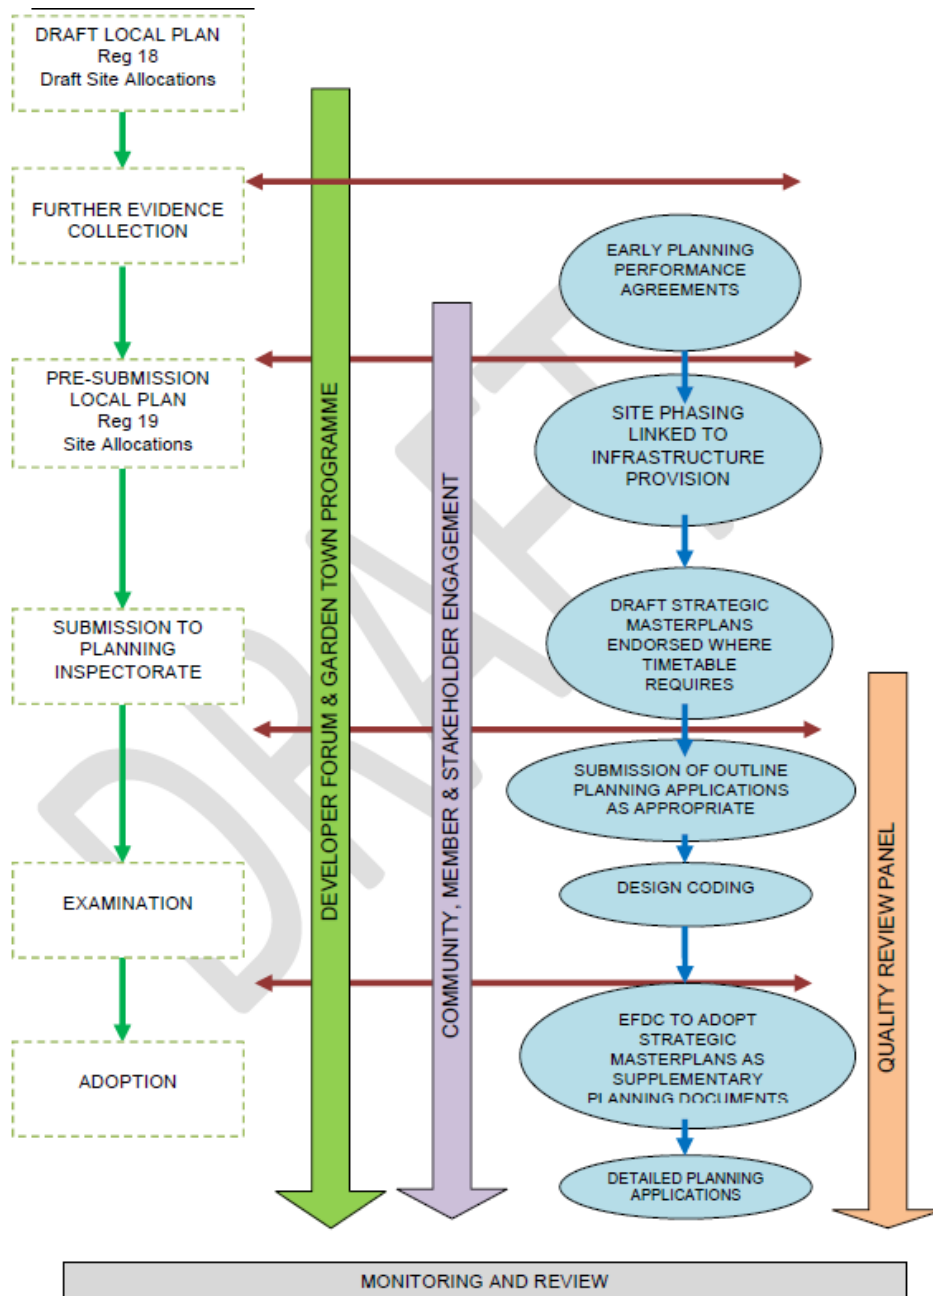 DRAFT LOCAL PLAN
Reg 18
Draft Site Allocations
FURTHER EVIDENCE
COLLECTION
PRE-SUBMISSION
LOCAL PLAN
Reg 19
Site Allocations
SUBMISSION TO
PLANNING
INSPECTORATE
EXAMINATION
ADOPTION
DEVELOPER FORUM & GARDEN TOWN PROGRAMME
COMMUNITY, MEMBER & STAKEHOLDER ENGAGEMENT
EARLY PLANNING
PERFORMANCE
AGREEMENTS
SITE PHASING
LINKED TO
INFRASTRUCTURE
PROVISION
DRAFT STRATEGIC
MASTERPLANS
ENDORSED WHERE
TIMETABLE
REQUIRES
SUBMISSION OF OUTLINE
PLANNING APPLICATIONS
AS APPROPRIATE
DESIGN CODING
EFDC TO ADOPT
STRATEGIC
MASTERPLANS AS
SUPPLEMENTARY
PLANNING DOCUMENTS
DETAILED PLANNING
APPLICATIONS
QUALITY REVIEW PANEL
MONITORING AND REVIEW
DRAFT